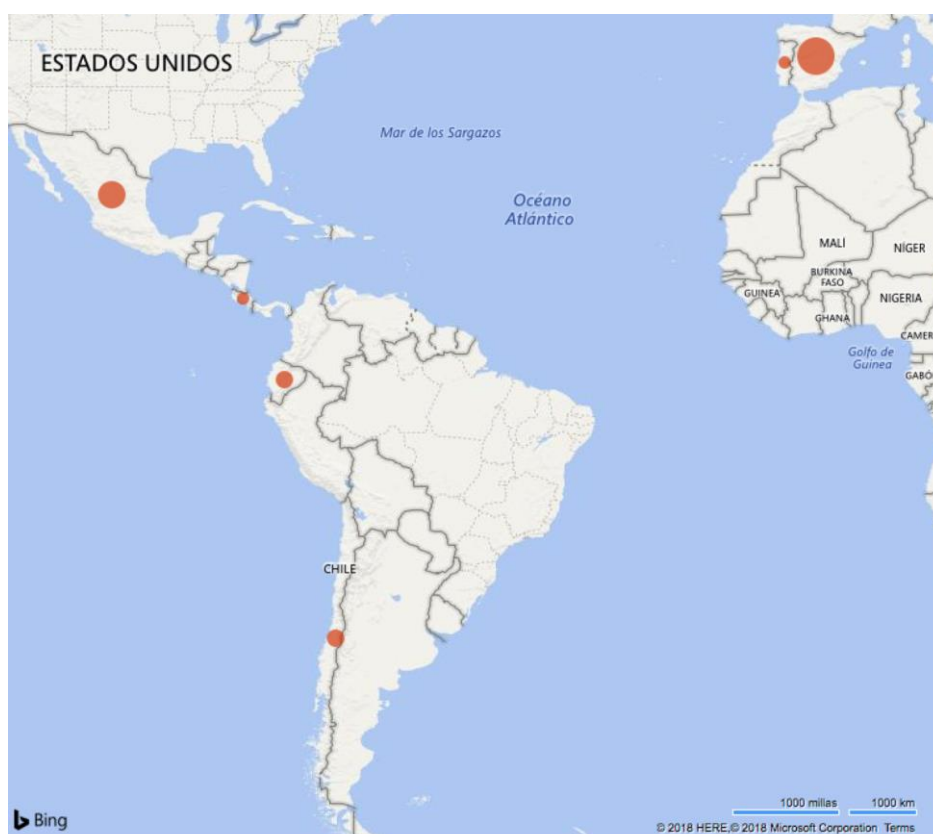 ESTADOS UNIDOS
Mar de los Sargazos
Océano
Atlántico
MALÍ
NÍGER
BURKINA
FASO
GUINEA
GHANA
NIGERIA
CAMER
Golfo de
Guinea
GABÓ
CHILE
1000 millas
1000 km
Bing
© 2018 HERE,© 2018 Microsoft Corporation Terms